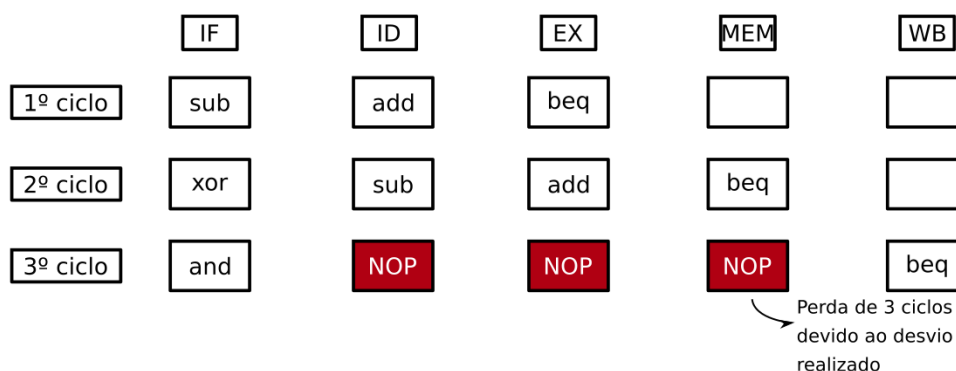 IF ID EX MEM WB
1º ciclo sub add beq
2º ciclo xor sub add beq
3º ciclo and NOP NOP NOP beq
Perda de 3 ciclos
devido ao desvio
realizado